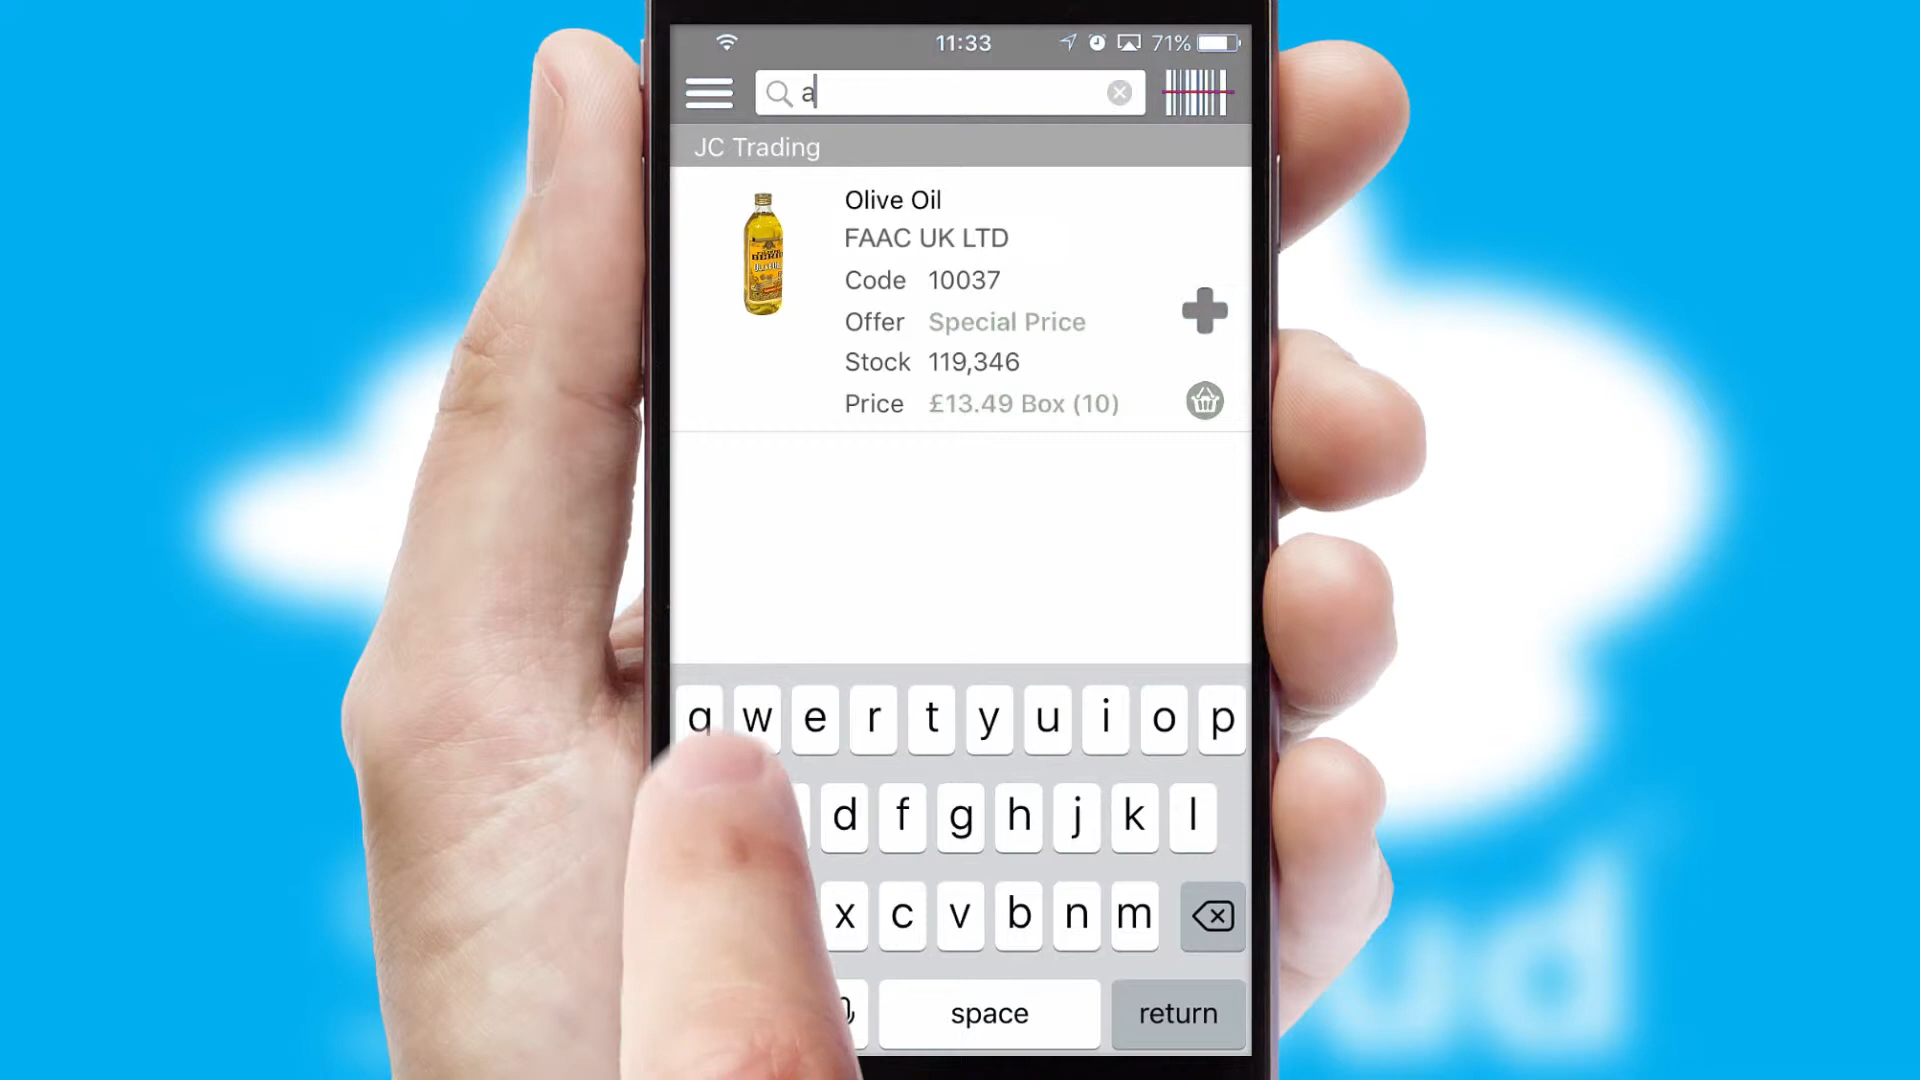 11:33 71%
a
JC Trading
Olive Oil
FAAC UK LTD
Code 10037
Offer Special Price
Stock 119,346
Price £13.49 Box (10)
q w e r t y u i o p
d f g h j k l
x c v b n m
space return